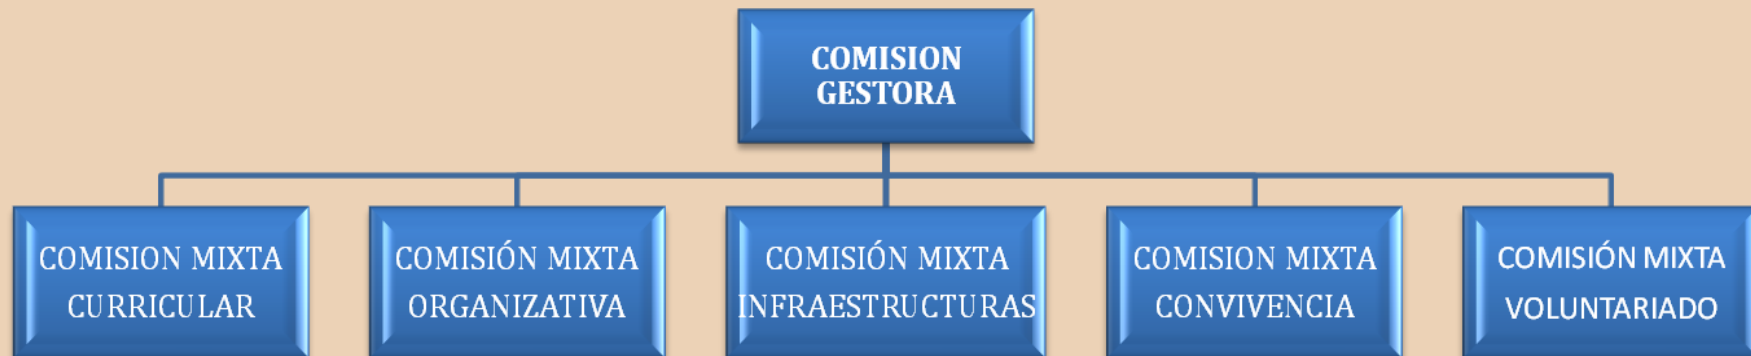 COMISION
GESTORA
COMISION MIXTA
CURRICULAR
COMISIÓN MIXTA
ORGANIZATIVA
COMISIÓN MIXTA
INFRAESTRUCTURAS
COMISION MIXTA
CONVIVENCIA
COMISIÓN MIXTA
VOLUNTARIADO